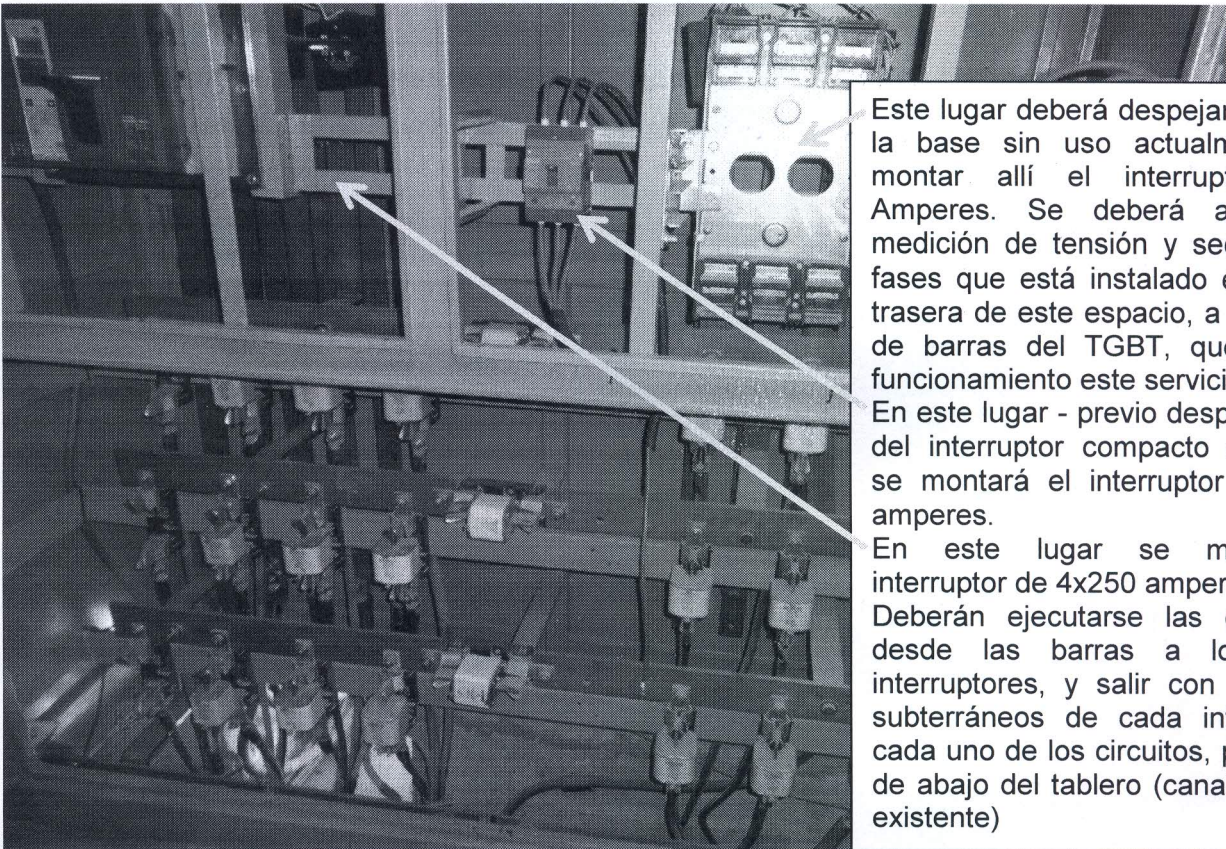 Este lugar deberá despejar
la base sin uso actualm
montar allí el interrup
Amperes. Se deberá a
medición de tensión y se
fases que está instalado e
trasera de este espacio, a
de barras del TGBT, que
funcionamiento este servici
En este lugar - previo desp
del interruptor compacto
se montará el interruptor
amperes.
En este lugar se m
interruptor de 4x250 amper
Deberán ejecutarse las
desde las barras a lo
interruptores, y salir con
subterráneos de cada in
cada uno de los circuitos, p
de abajo del tablero (cana
existente)